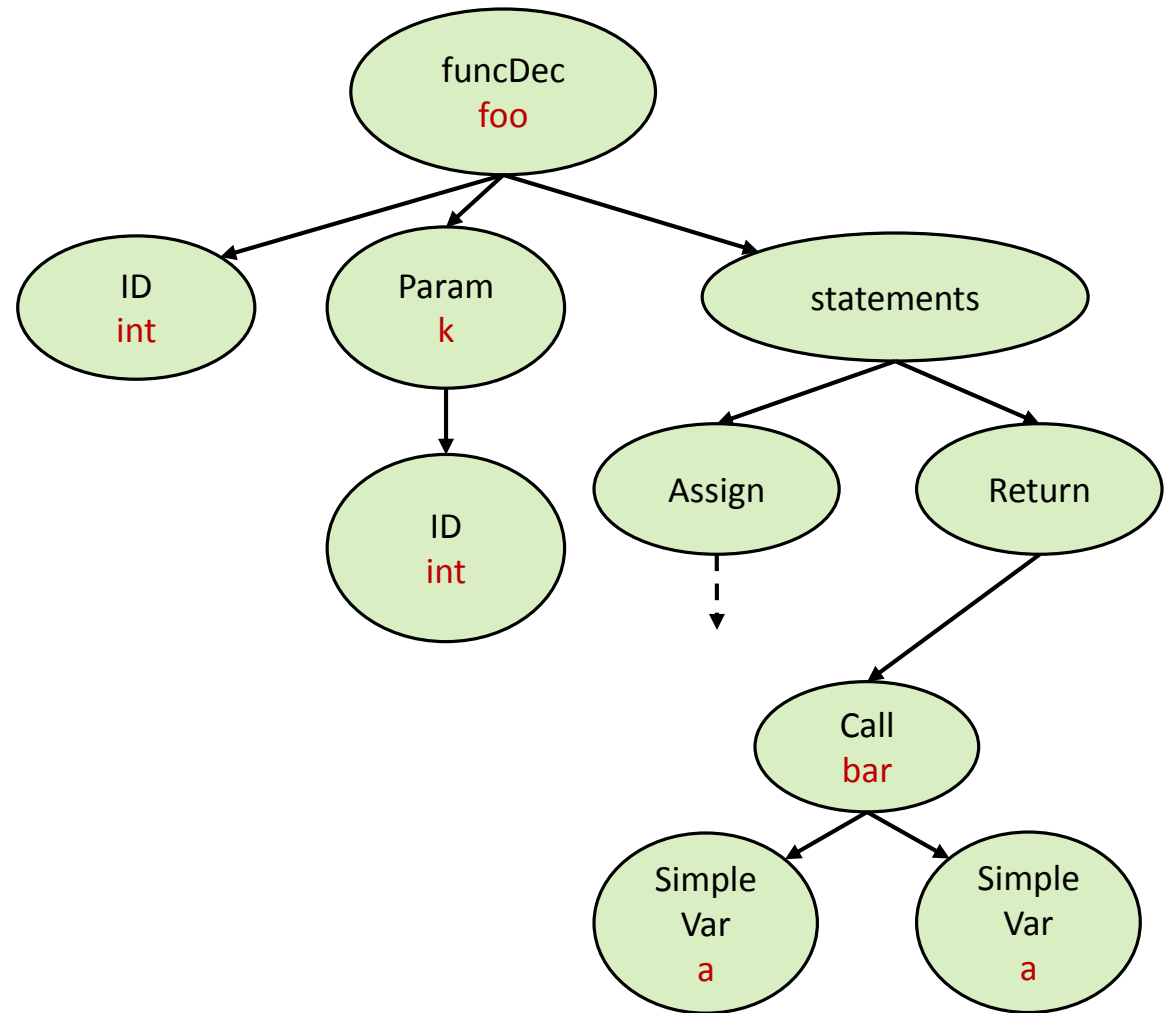 funcDec
foo
ID
int
Param
k
statements
ID
int
Assign
Return
Call
bar
Simple
Var
a
Simple
Var
a